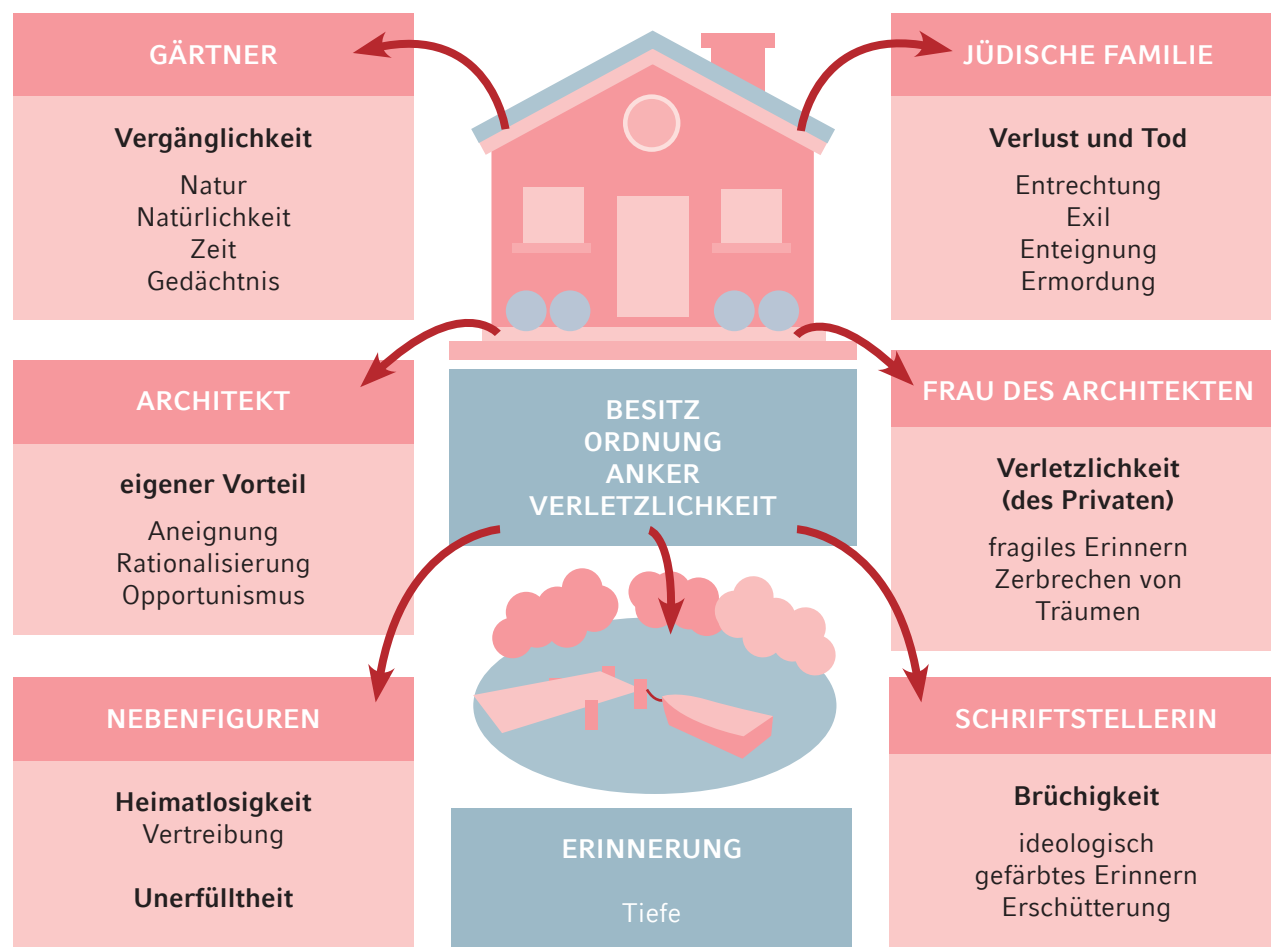 GÄRTNER
Vergänglichkeit
Natur
Natürlichkeit
Zeit
Gedächtnis
JÜDISCHE FAMILIE
Verlust und Tod
Entrechtung
Exil
Enteignung
Ermordung
ARCHITEKT
eigener Vorteil
Aneignung
Rationalisierung
Opportunismus
BESITZ
ORDNUNG
ANKER
VERLETZLICHKEIT
FRAU DES ARCHITEKTEN
Verletzlichkeit
(des Privaten)
fragiles Erinnern
Zerbrechen von
Träumen
NEBENFIGUREN
Heimatlosigkeit
Vertreibung
Unerfülltheit
ERINNERUNG
Tiefe
SCHRIFTSTELLERIN
Brüchigkeit
ideologisch
gefärbtes Erinnern
Erschütterung